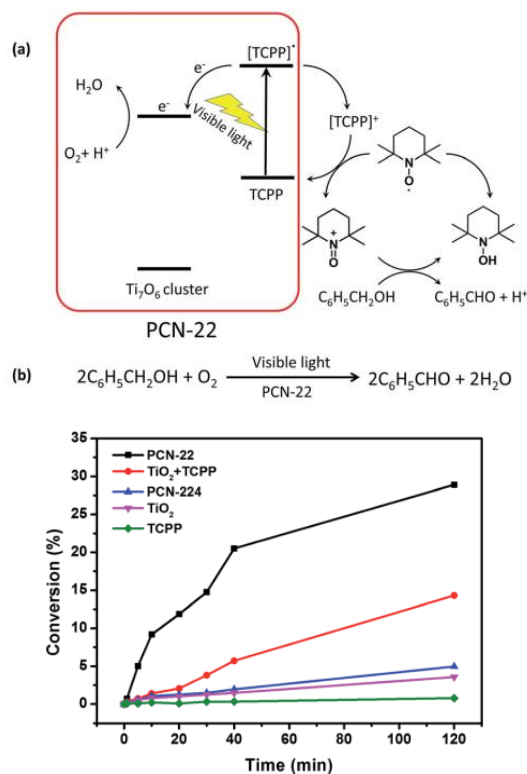 (a)
[TCPP]*
e⁻
H₂O
e⁻
Visible light
[TCPP]⁺
O₂+ H⁺
TCPP
N
O
•
+
N
O
N
OH
Ti₇O₆ cluster
C₆H₅CH₂OH
C₆H₅CHO + H⁺
PCN-22
(b)
2C₆H₅CH₂OH + O₂
Visible light
PCN-22
2C₆H₅CHO + 2H₂O
PCN-22
TiO₂+TCPP
PCN-224
TiO₂
TCPP
Conversion (%)
35
30
25
20
15
10
5
0
0
20
40
60
80
100
120
Time (min)